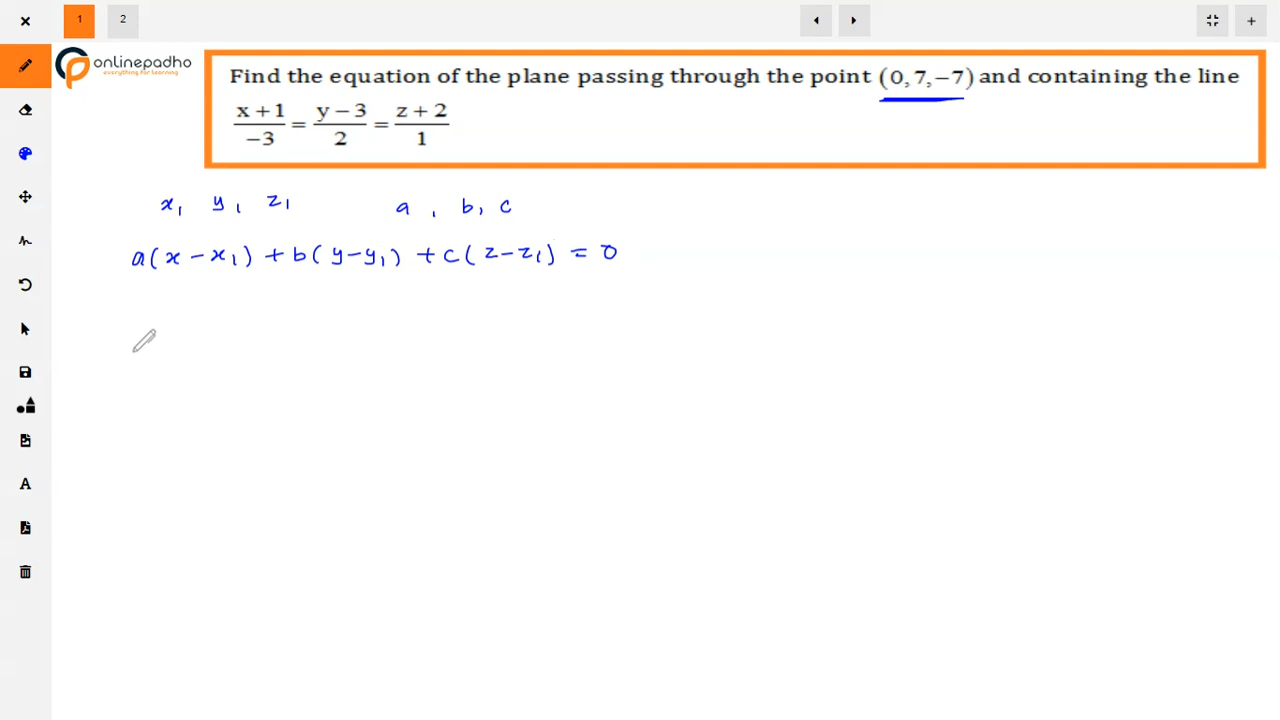 1 2
onlinepadho
everything for learning
Find the equation of the plane passing through the point (0, 7, −7) and containing the line
x + 1 / −3 = y − 3 / 2 = z + 2 / 1
x₁ y₁ z₁ a , b, c
a(x − x₁) + b(y − y₁) + c(z − z₁) = 0
A